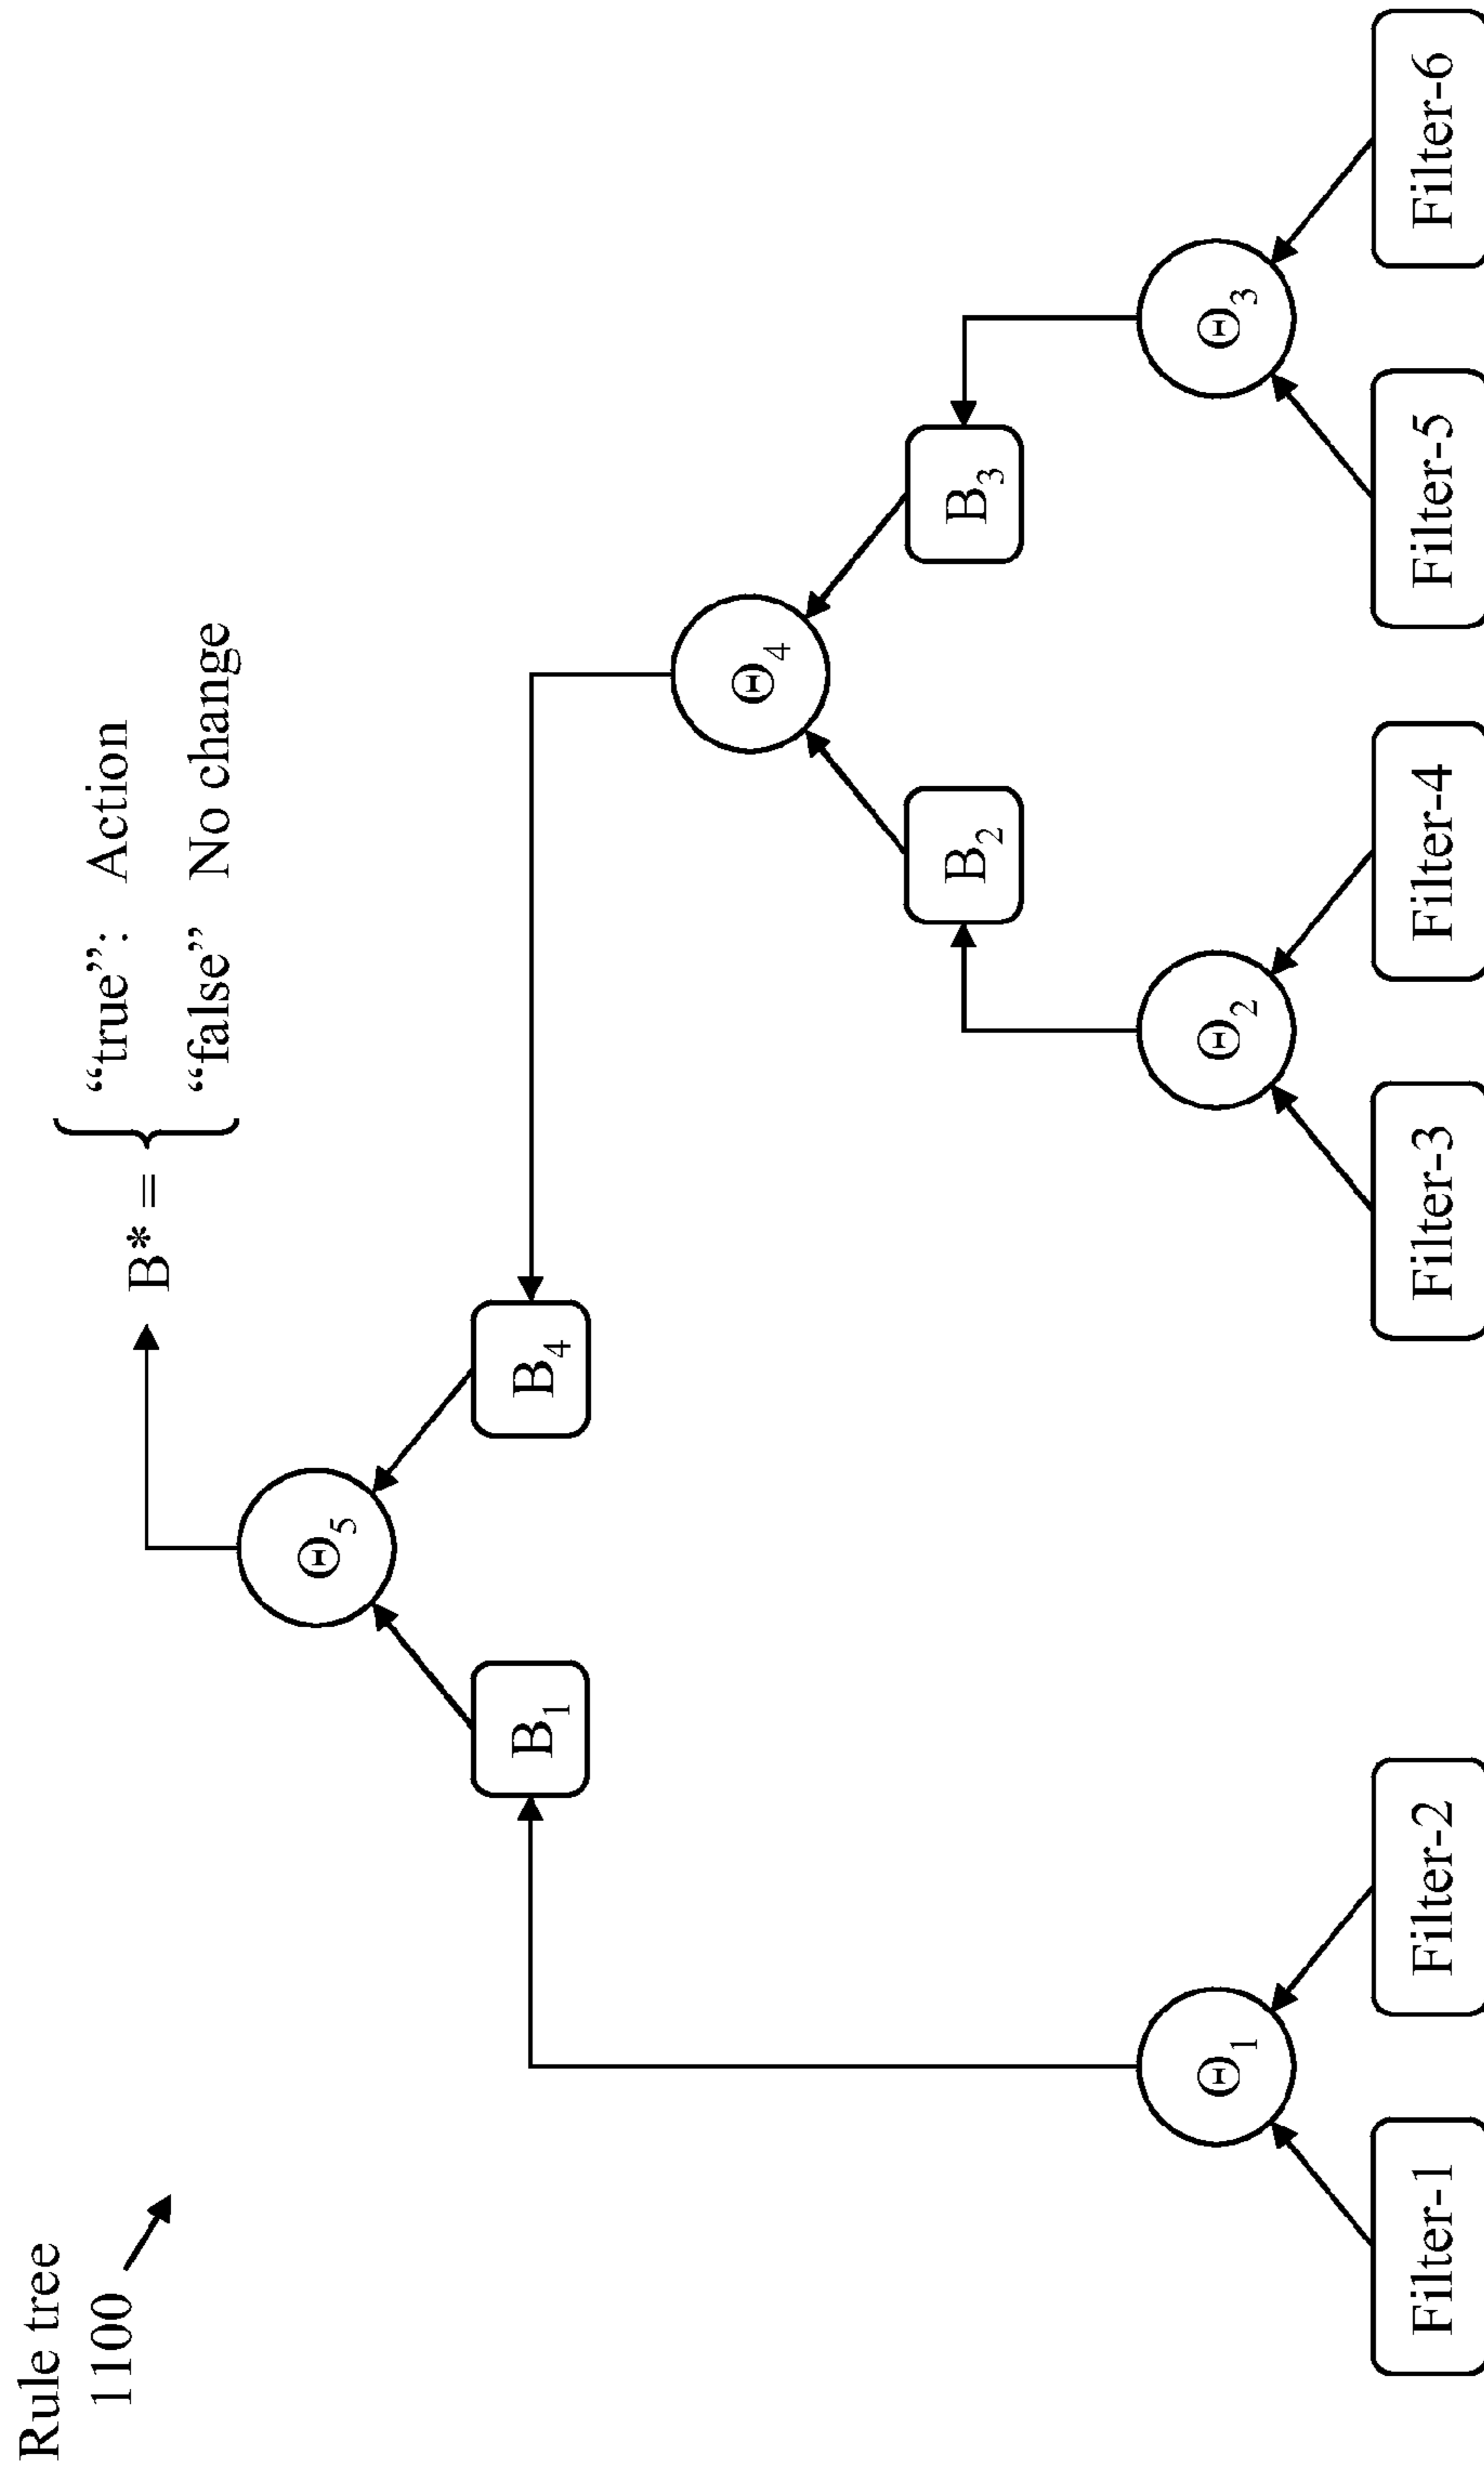 Rule tree
1100
B* =
“true”: Action
“false” No change
Θ5
B1
B4
Θ4
B2
B3
Θ1
Θ2
Θ3
Filter-1
Filter-2
Filter-3
Filter-4
Filter-5
Filter-6